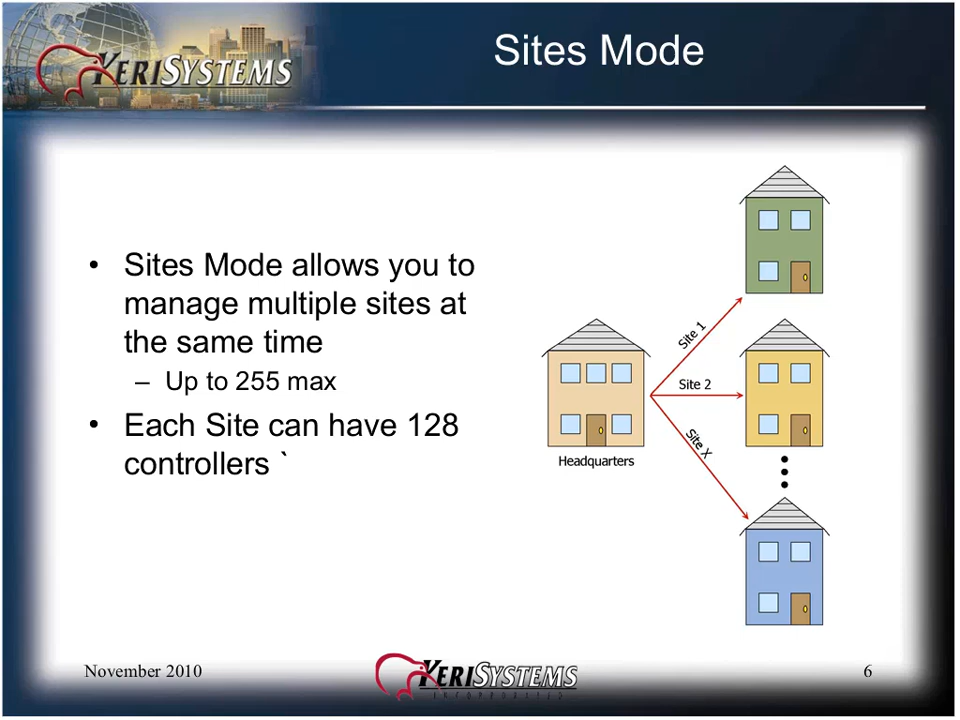 KERISYSTEMS
Sites Mode
• Sites Mode allows you to
manage multiple sites at
the same time
– Up to 255 max
• Each Site can have 128
controllers `
Site 1
Site 2
Site X
Headquarters
November 2010
KERISYSTEMS
INCORPORATED
6